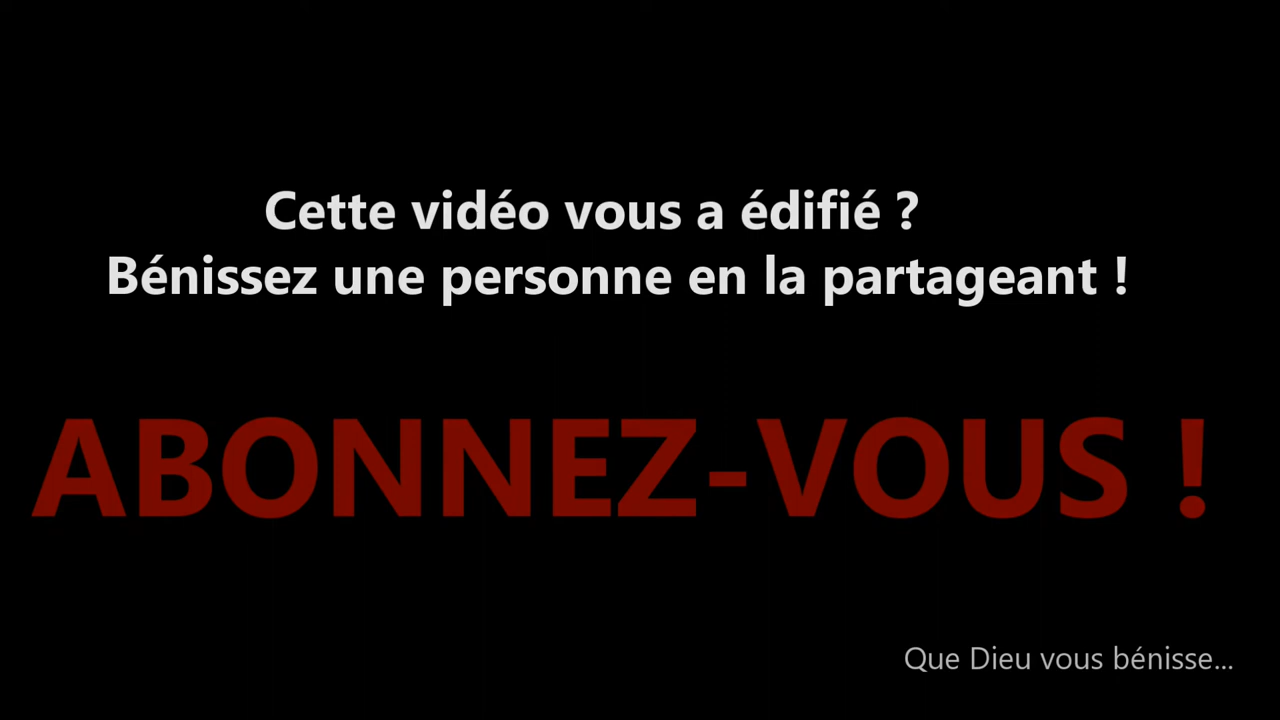 Cette vidéo vous a édifié ?
Bénissez une personne en la partageant !
ABONNEZ-VOUS !
Que Dieu vous bénisse...